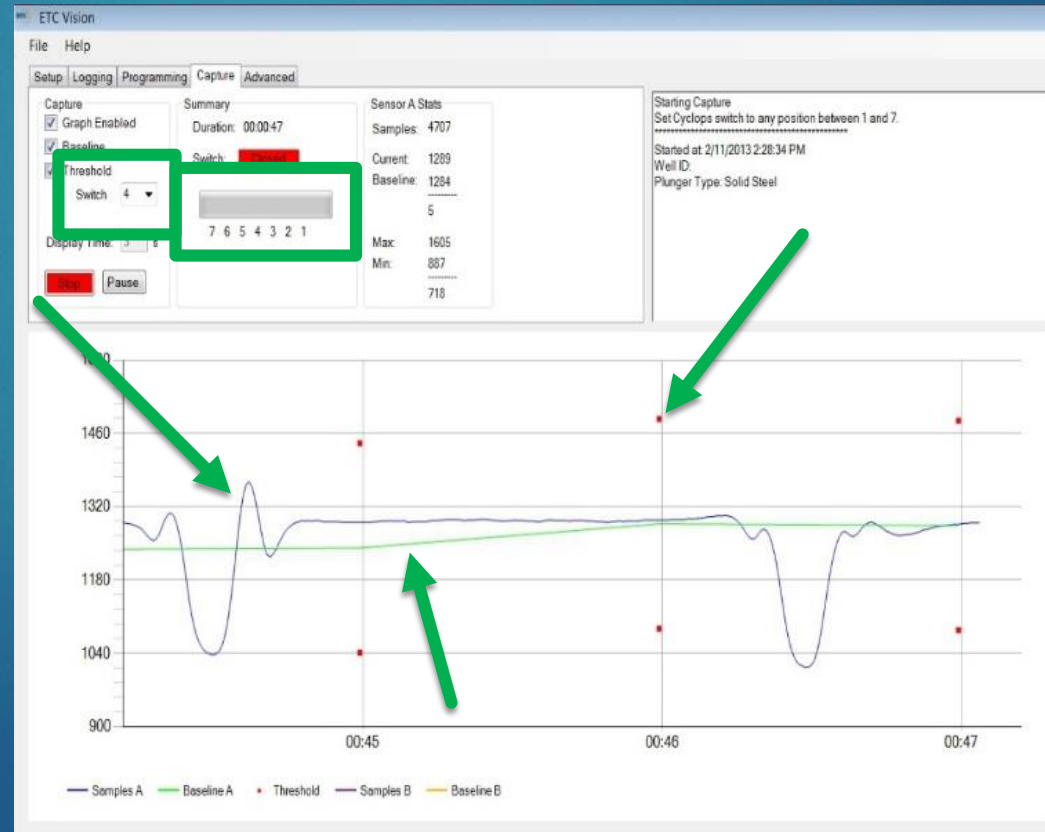 ETC Vision
File Help
Setup Logging Programming Capture Advanced
Capture
Graph Enabled
Baseline
Threshold
Switch 4
Display Time: s
Stop Pause
Summary
Duration: 00:00:47
Switch: Closed
7 6 5 4 3 2 1
Sensor A Stats
Samples: 4707
Current: 1289
Baseline: 1284
---------
5
Max: 1605
Min: 887
---------
718
Starting Capture
Set Cyclops switch to any position between 1 and 7.
**************************************************
Started at: 2/11/2013 2:28:34 PM
Well ID:
Plunger Type: Solid Steel
1460
1320
1180
1040
900
00:45 00:46 00:47
Samples A Baseline A Threshold Samples B Baseline B